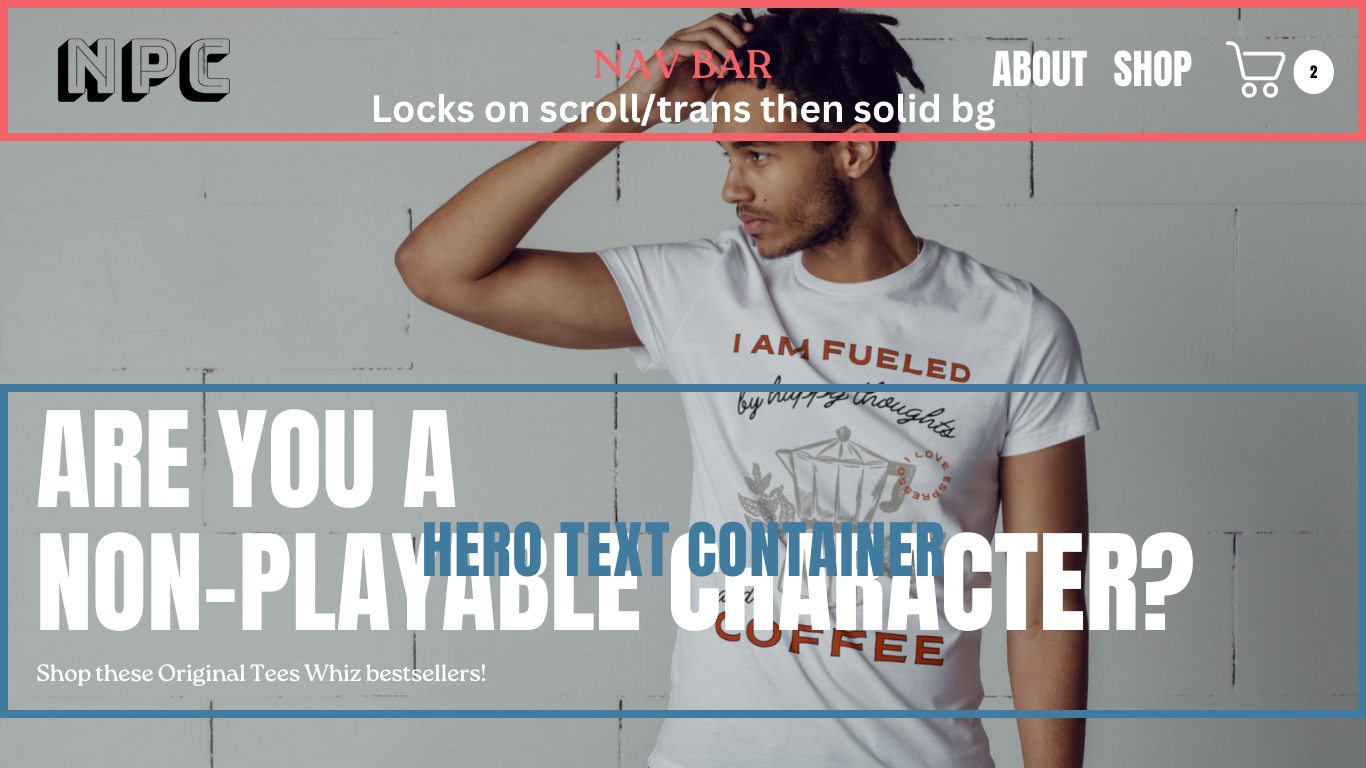 NPC
NAV BAR
Locks on scroll/trans then solid bg
ABOUT SHOP
2
I AM FUELED
by happy thoughts
I LOVE ESPRESSO
ARE YOU A
HERO TEXT CONTAINER
NON-PLAYABLE CHARACTER?
and
COFFEE
Shop these Original Tees Whiz bestsellers!